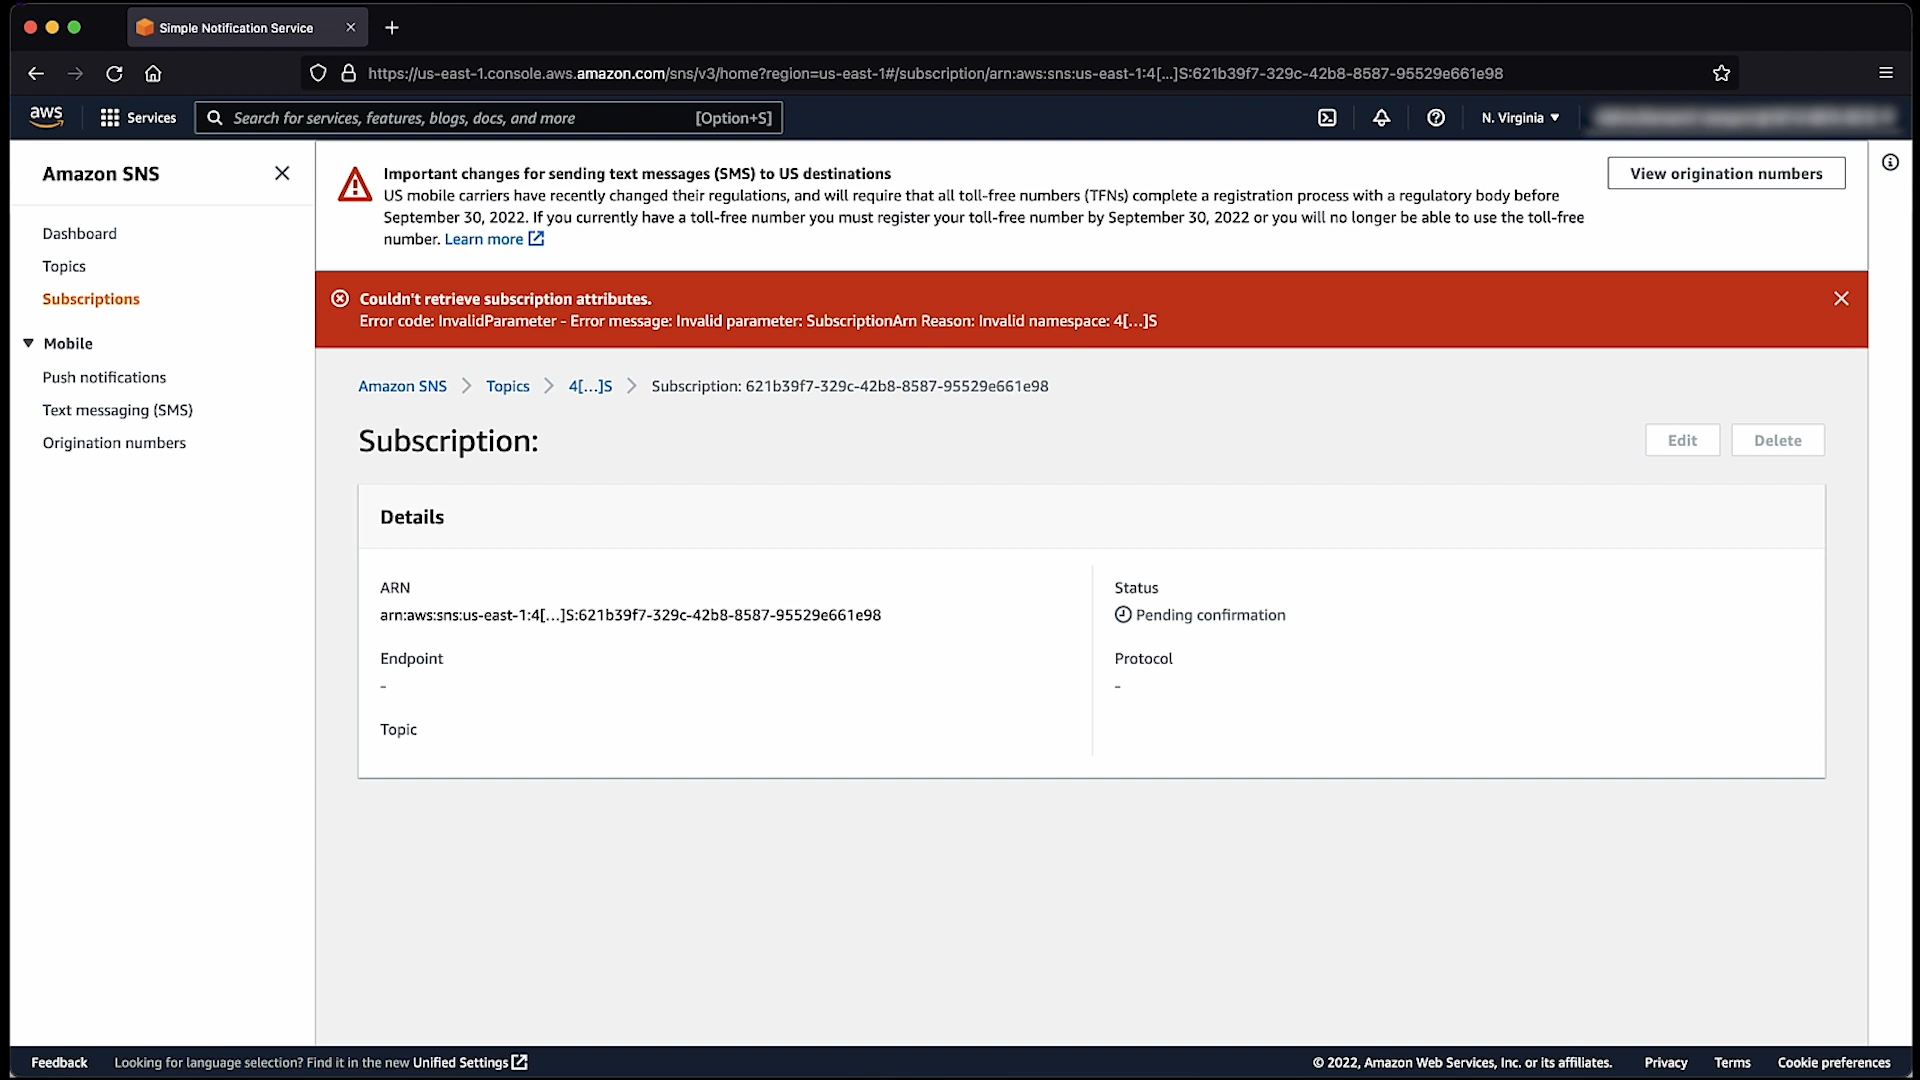 Simple Notification Service
https://us-east-1.console.aws.amazon.com/sns/v3/home?region=us-east-1#/subscription/arn:aws:sns:us-east-1:4[...]S:621b39f7-329c-42b8-8587-95529e661e98
aws
Services
Search for services, features, blogs, docs, and more
[Option+S]
N. Virginia
Amazon SNS
Dashboard
Topics
Subscriptions
Mobile
Push notifications
Text messaging (SMS)
Origination numbers
Important changes for sending text messages (SMS) to US destinations
US mobile carriers have recently changed their regulations, and will require that all toll-free numbers (TFNs) complete a registration process with a regulatory body before
September 30, 2022. If you currently have a toll-free number you must register your toll-free number by September 30, 2022 or you will no longer be able to use the toll-free
number. Learn more
View origination numbers
Couldn't retrieve subscription attributes.
Error code: InvalidParameter - Error message: Invalid parameter: SubscriptionArn Reason: Invalid namespace: 4[...]S
Amazon SNS
Topics
4[...]S
Subscription: 621b39f7-329c-42b8-8587-95529e661e98
Subscription:
Edit
Delete
Details
ARN
arn:aws:sns:us-east-1:4[...]S:621b39f7-329c-42b8-8587-95529e661e98
Endpoint
-
Topic
Status
Pending confirmation
Protocol
-
Feedback
Looking for language selection? Find it in the new Unified Settings
© 2022, Amazon Web Services, Inc. or its affiliates.
Privacy
Terms
Cookie preferences